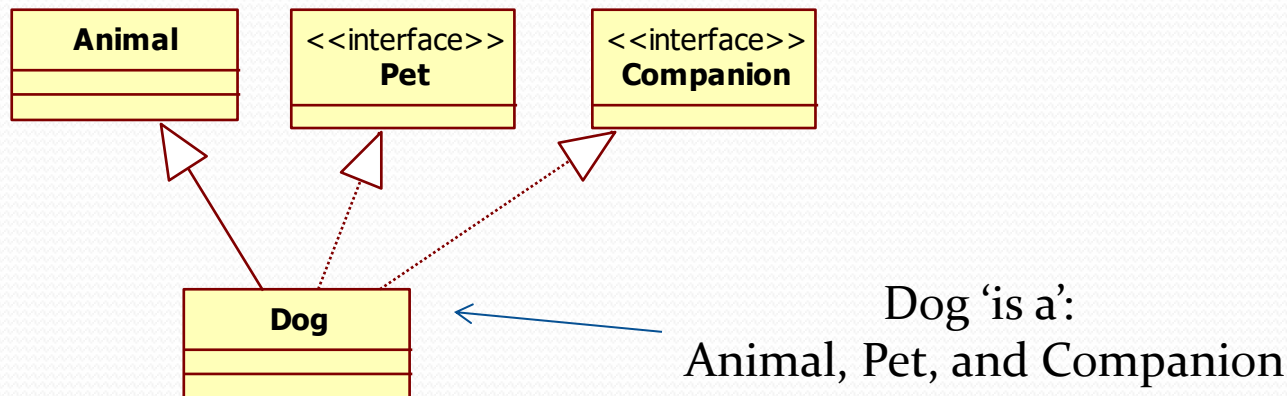 Animal
<<interface>>
Pet
<<interface>>
Companion
Dog
Dog ‘is a’:
Animal, Pet, and Companion